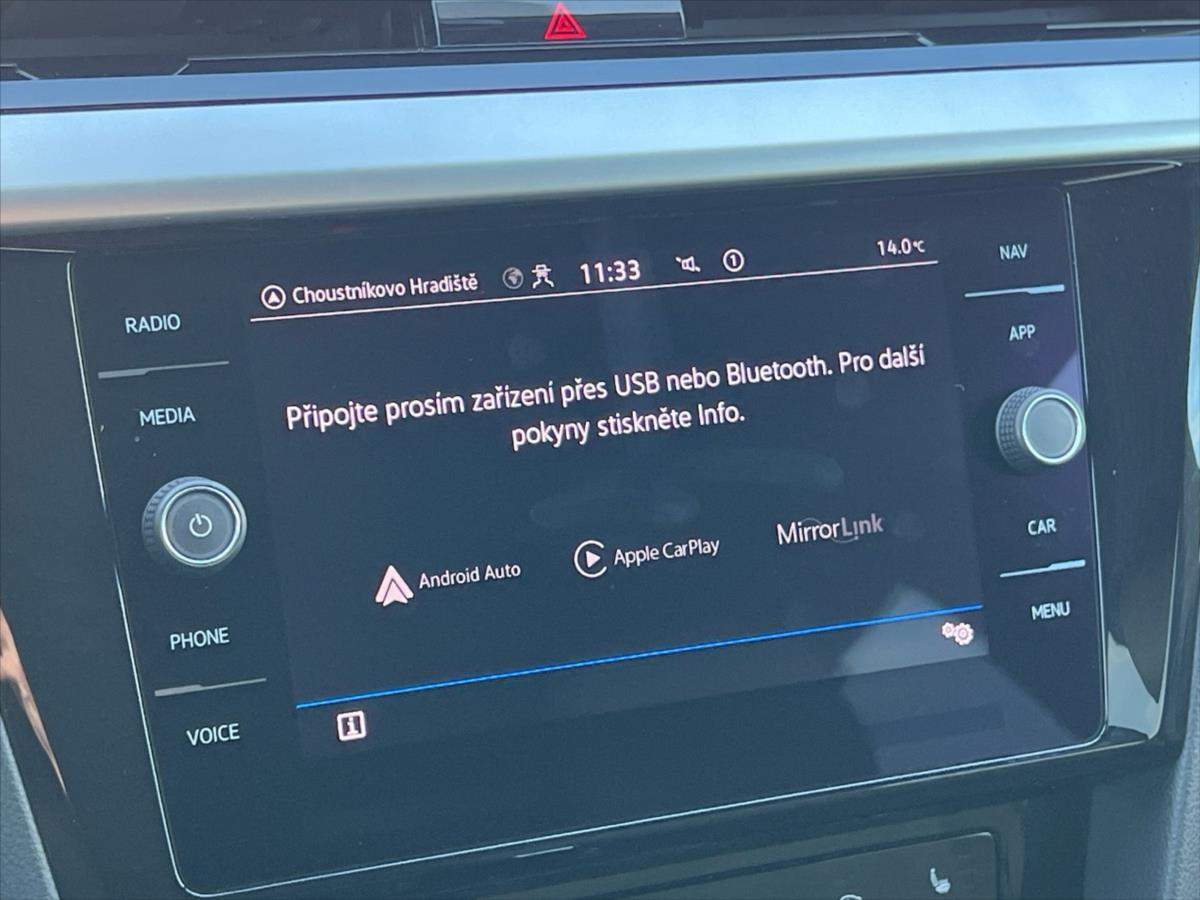 Choustníkovo Hradiště 11:33 1 14.0°C
NAV
RADIO
APP
Připojte prosím zařízení přes USB nebo Bluetooth. Pro další
pokyny stiskněte Info.
MEDIA
CAR
Android Auto Apple CarPlay MirrorLink
MENU
PHONE
VOICE
i